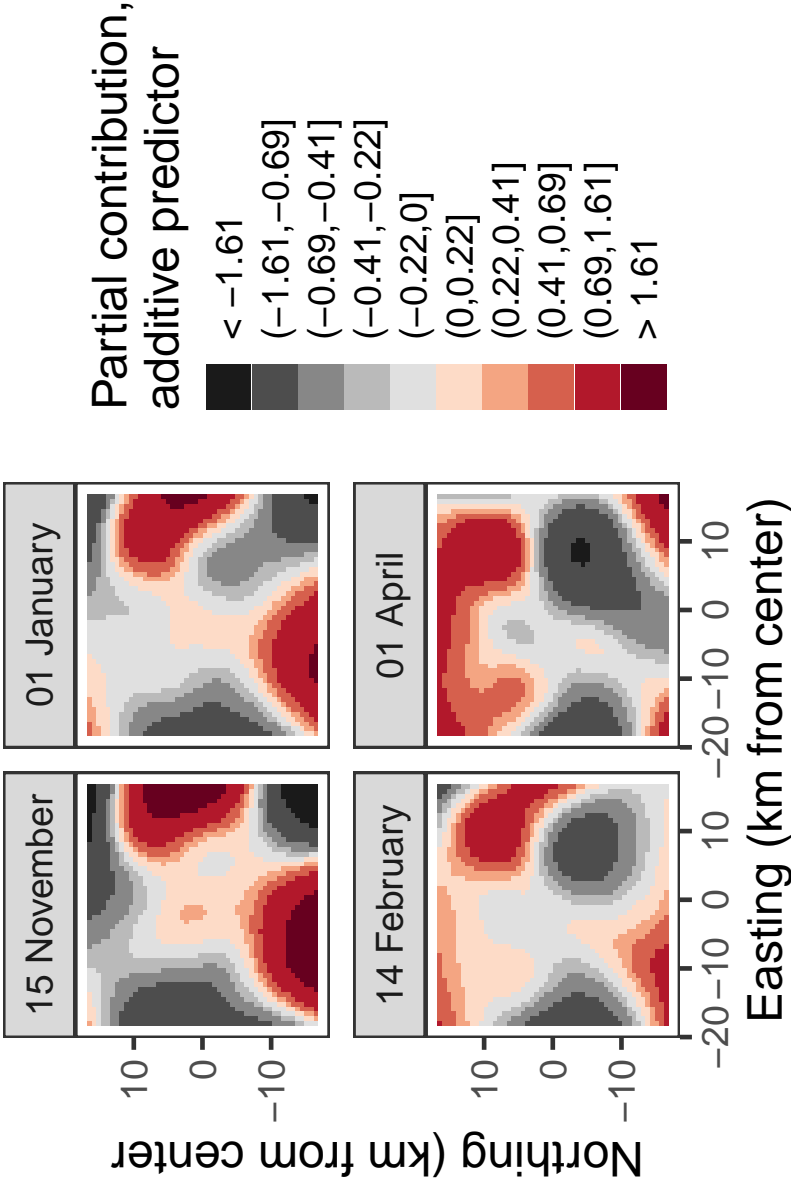 15 November
01 January
14 February
01 April
10
0
−10
10
0
−10
−20 −10 0 10
−20 −10 0 10
Northing (km from center)
Easting (km from center)
Partial contribution,
additive predictor
< −1.61
(−1.61,−0.69]
(−0.69,−0.41]
(−0.41,−0.22]
(−0.22,0]
(0,0.22]
(0.22,0.41]
(0.41,0.69]
(0.69,1.61]
> 1.61